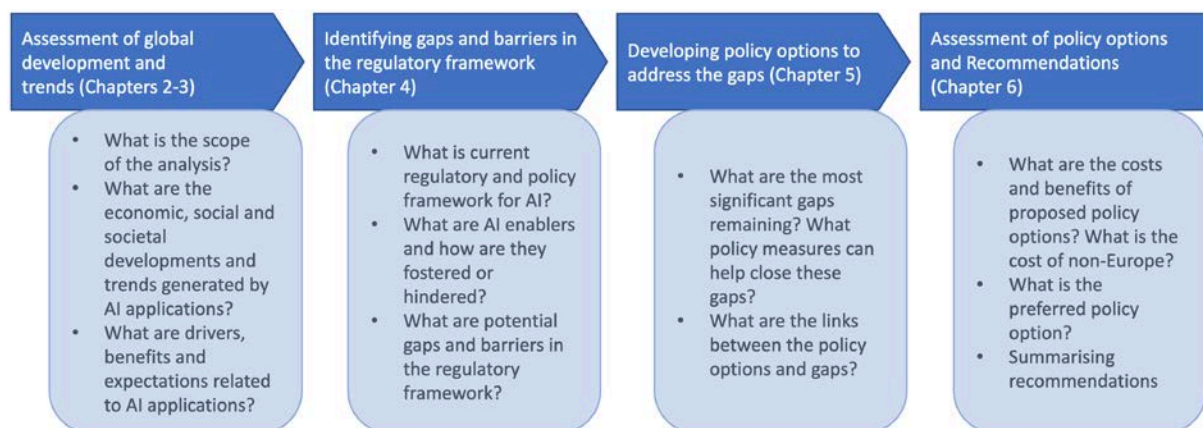 Assessment of global
development and
trends (Chapters 2-3)
• What is the scope
of the analysis?
• What are the
economic, social and
societal
developments and
trends generated by
AI applications?
• What are drivers,
benefits and
expectations related
to AI applications?
Identifying gaps and barriers in
the regulatory framework
(Chapter 4)
• What is current
regulatory and policy
framework for AI?
• What are AI enablers
and how are they
fostered or
hindered?
• What are potential
gaps and barriers in
the regulatory
framework?
Developing policy options to
address the gaps (Chapter 5)
• What are the most
significant gaps
remaining? What
policy measures can
help close these
gaps?
• What are the links
between the policy
options and gaps?
Assessment of policy options
and Recommendations
(Chapter 6)
• What are the costs
and benefits of
proposed policy
options? What is the
cost of non-Europe?
• What is the
preferred policy
option?
• Summarising
recommendations